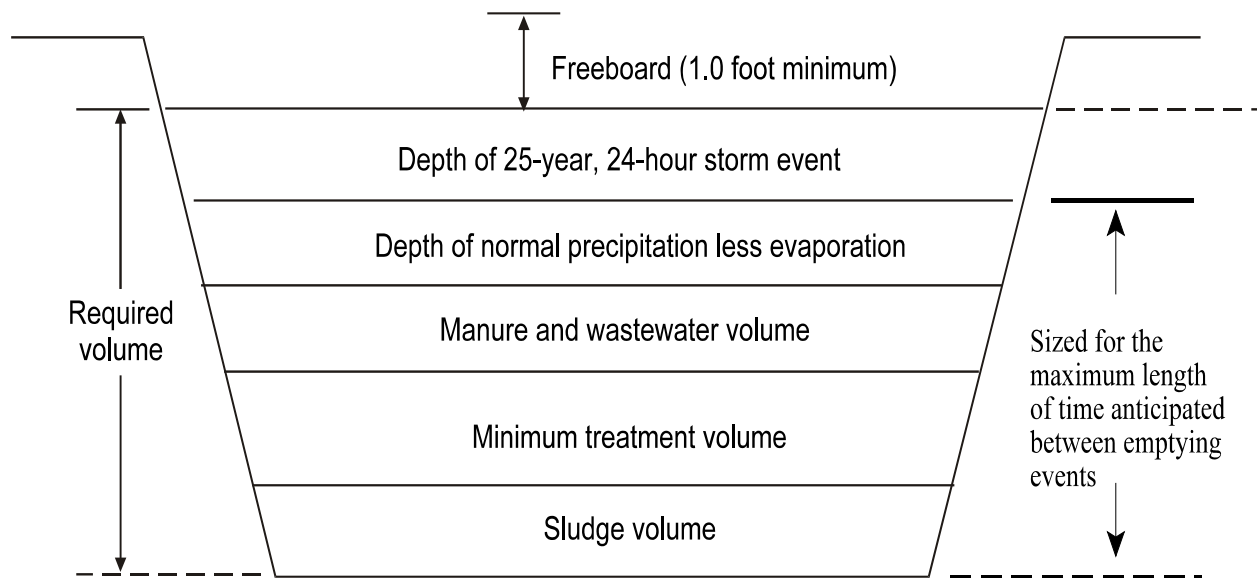 Freeboard (1.0 foot minimum)
Depth of 25-year, 24-hour storm event
Depth of normal precipitation less evaporation
Required
volume
Manure and wastewater volume
Sized for the
maximum length
of time anticipated
between emptying
events
Minimum treatment volume
Sludge volume